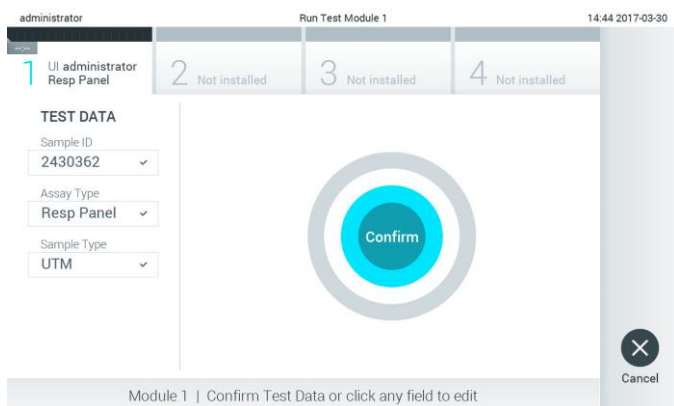 administrator Run Test Module 1 14:44 2017-03-30
--:--
1 UI administrator
Resp Panel
2 Not installed
3 Not installed
4 Not installed
TEST DATA
Sample ID
2430362
Assay Type
Resp Panel
Sample Type
UTM
Confirm
Cancel
Module 1 | Confirm Test Data or click any field to edit